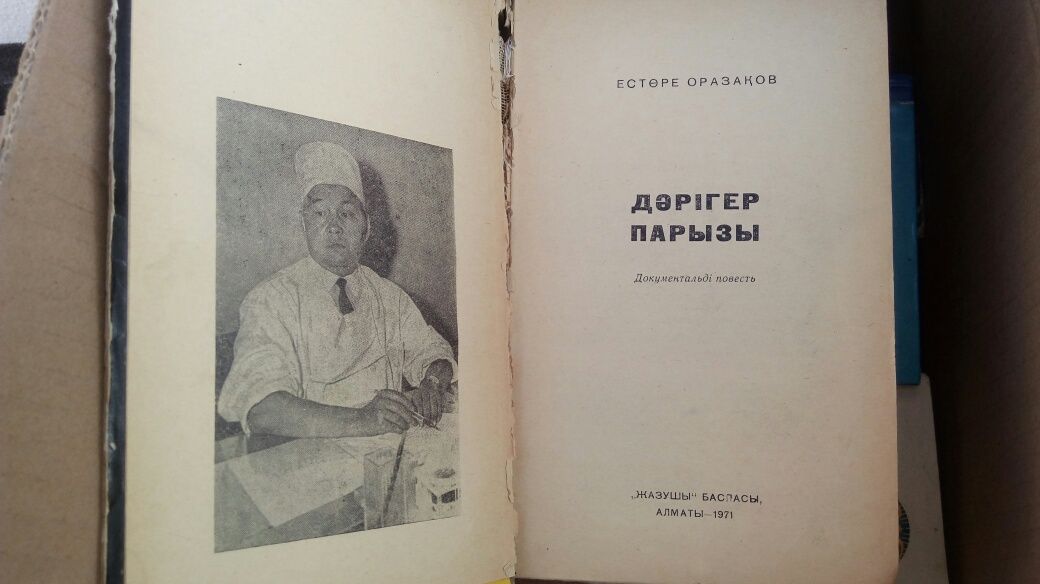 ЕСТӨРЕ ОРАЗАҚОВ
ДӘРІГЕР
ПАРЫЗЫ
Документальді повесть
„ЖАЗУШЫ“ БАСПАСЫ,
АЛМАТЫ—1971